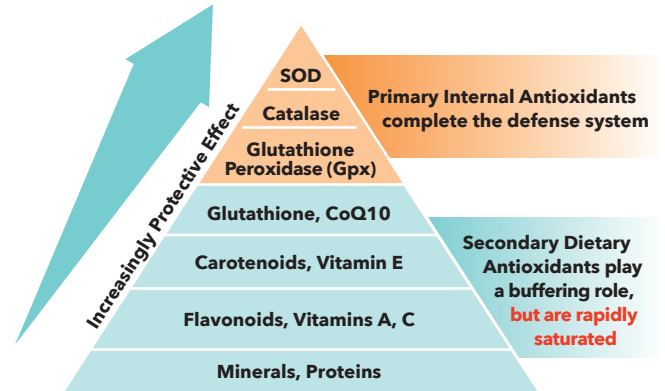 SOD
Catalase
Glutathione
Peroxidase (Gpx)
Glutathione, CoQ10
Carotenoids, Vitamin E
Flavonoids, Vitamins A, C
Minerals, Proteins
Increasingly Protective Effect
Primary Internal Antioxidants
complete the defense system
Secondary Dietary
Antioxidants play
a buffering role,
but are rapidly
saturated